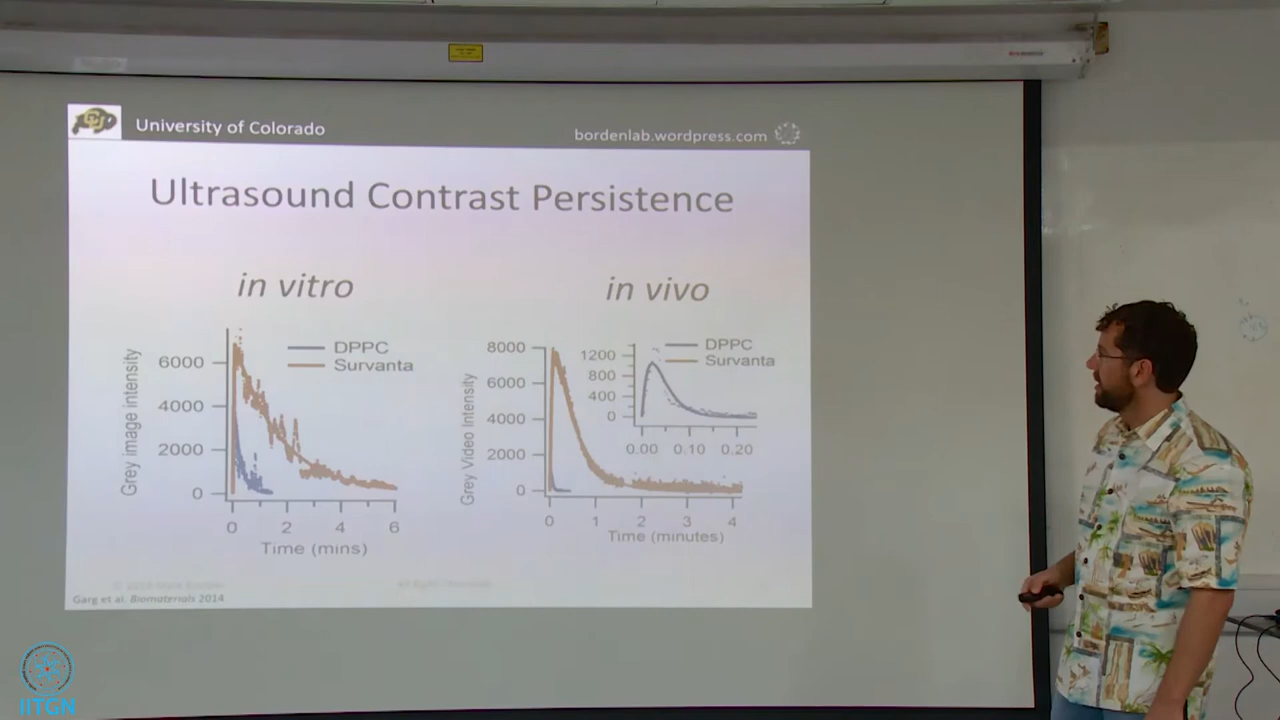 University of Colorado
bordenlab.wordpress.com
Ultrasound Contrast Persistence
in vitro
in vivo
Grey image intensity
6000
4000
2000
0
DPPC
Survanta
0 2 4 6
Time (mins)
Grey Video Intensity
8000
6000
4000
2000
0
1200
800
400
0
DPPC
Survanta
0.00 0.10 0.20
0 1 2 3 4
Time (minutes)
Garg et al. Biomaterials 2014
IITGN